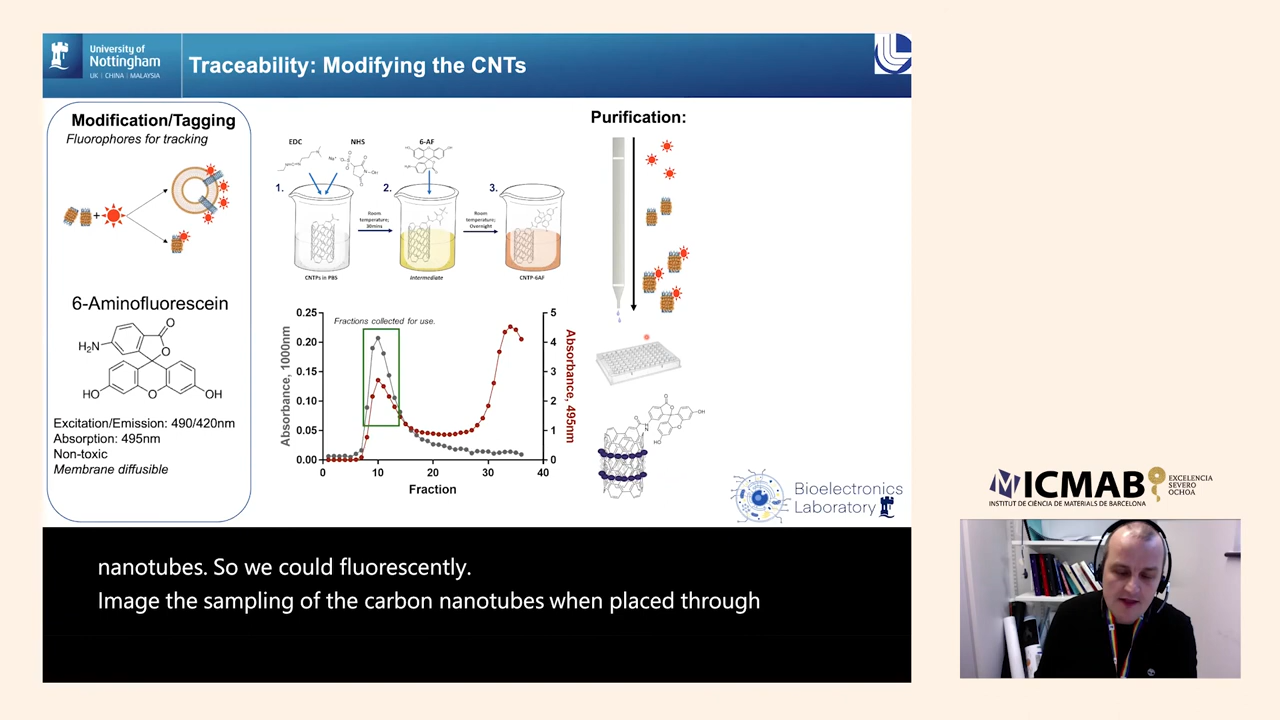 University of
Nottingham
UK | CHINA | MALAYSIA
Traceability: Modifying the CNTs
Modification/Tagging
Fluorophores for tracking
6-Aminofluorescein
H₂N
O
O
HO
O
OH
Excitation/Emission: 490/420nm
Absorption: 495nm
Non-toxic
Membrane diffusible
EDC
NHS
6-AF
1.
2.
3.
Room
temperature,
30mins
Room
temperature,
Overnight
CNTPs in PBS
Intermediate
CNTP-6AF
Fractions collected for use.
Absorbance, 1000nm
0.25
0.20
0.15
0.10
0.05
0.00
0
10
20
30
40
Fraction
5
4
3
2
1
0
Absorbance, 495nm
Purification:
Bioelectronics
Laboratory
nanotubes. So we could fluorescently.
Image the sampling of the carbon nanotubes when placed through
ICMAB
INSTITUT DE CIÈNCIA DE MATERIALS DE BARCELONA
EXCELENCIA
SEVERO
OCHOA